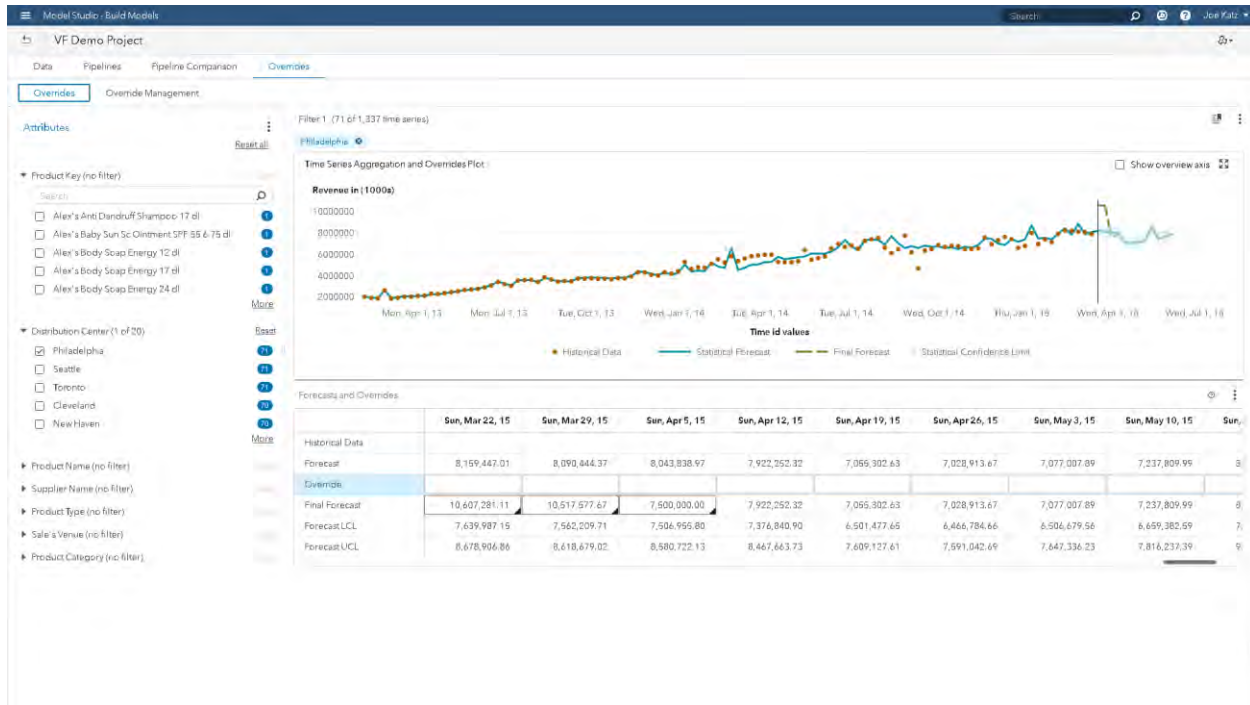 Model Studio - Build Models Search Joe Katz
VF Demo Project
Data Pipelines Pipeline Comparison Overrides
Overrides Override Management
Attributes
Reset all
Product Key (no filter)
Search
Alex's Anti Dandruff Shampoo 17 dl 1
Alex's Baby Sun Sc Ointment SPF 55 6.75 dl 1
Alex's Body Soap Energy 12 dl 1
Alex's Body Soap Energy 17 dl 1
Alex's Body Soap Energy 24 dl 1
More
Distribution Center (1 of 20) Reset
Philadelphia 71
Seattle 71
Toronto 71
Cleveland 70
New Haven 70
More
Product Name (no filter)
Supplier Name (no filter)
Product Type (no filter)
Sale's Venue (no filter)
Product Category (no filter)
Filter 1 (71 of 1,337 time series)
Philadelphia
Time Series Aggregation and Overrides Plot Show overview axis
Revenue in (1000s)
10000000
8000000
6000000
4000000
2000000
Mon, Apr 1, 13 Mon, Jul 1, 13 Tue, Oct 1, 13 Wed, Jan 1, 14 Tue, Apr 1, 14 Tue, Jul 1, 14 Wed, Oct 1, 14 Thu, Jan 1, 15 Wed, Apr 1, 15 Wed, Jul 1, 15
Time id values
Historical Data Statistical Forecast Final Forecast Statistical Confidence Limit
Forecasts and Overrides
Sun, Mar 22, 15 Sun, Mar 29, 15 Sun, Apr 5, 15 Sun, Apr 12, 15 Sun, Apr 19, 15 Sun, Apr 26, 15 Sun, May 3, 15 Sun, May 10, 15 Sun,
Historical Data
Forecast 8,159,447.01 8,090,444.37 8,043,838.97 7,922,252.32 7,055,302.63 7,028,913.67 7,077,007.89 7,237,809.99
Override
Final Forecast 10,607,281.11 10,517,577.67 7,500,000.00 7,922,252.32 7,055,302.63 7,028,913.67 7,077,007.89 7,237,809.99
Forecast LCL 7,639,987.15 7,562,209.71 7,506,955.80 7,376,840.90 6,501,477.65 6,466,784.66 6,506,679.56 6,659,382.59
Forecast UCL 8,678,906.86 8,618,679.02 8,580,722.13 8,467,663.73 7,609,127.61 7,591,042.69 7,647,336.23 7,816,237.39